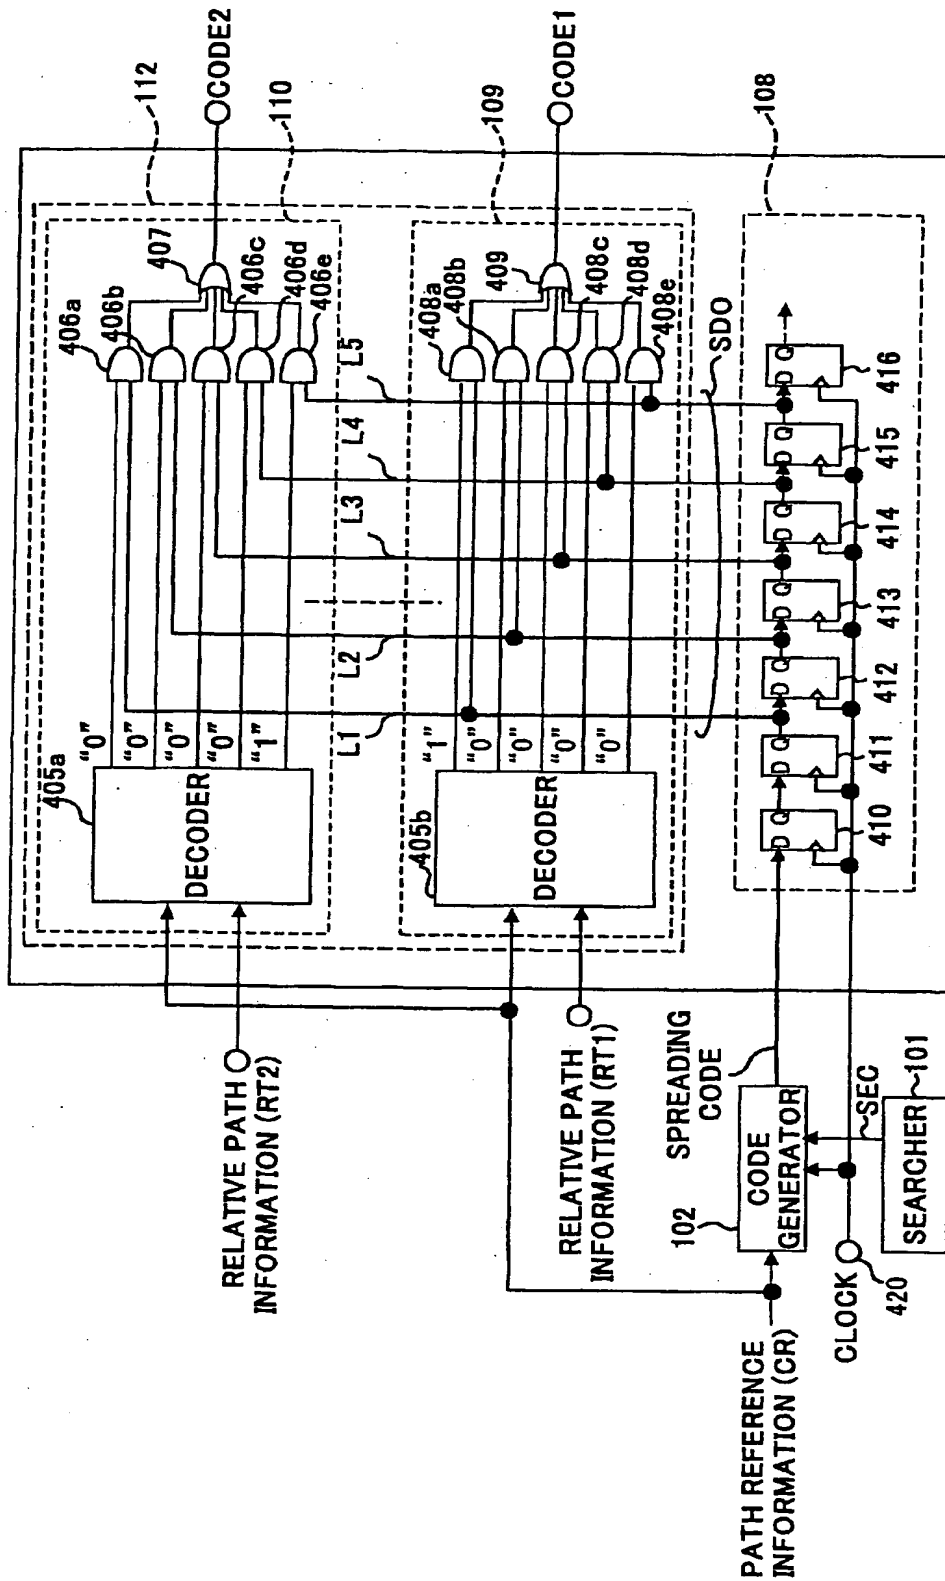 112
110
CODE2
407
406a
406b
406c
406d
406e
405a
DECODER
"0"
"0"
"0"
"0"
"1"
RELATIVE PATH
INFORMATION (RT2)
L1
L2
L3
L4
L5
109
CODE1
409
408a
408b
408c
408d
408e
405b
DECODER
"1"
"0"
"0"
"0"
"0"
RELATIVE PATH
INFORMATION (RT1)
SDO
108
SPREADING
CODE
D Q
D Q
D Q
D Q
D Q
D Q
D Q
410
411
412
413
414
415
416
102
CODE
GENERATOR
PATH REFERENCE
INFORMATION (CR)
CLOCK
420
SEC
SEARCHER
101